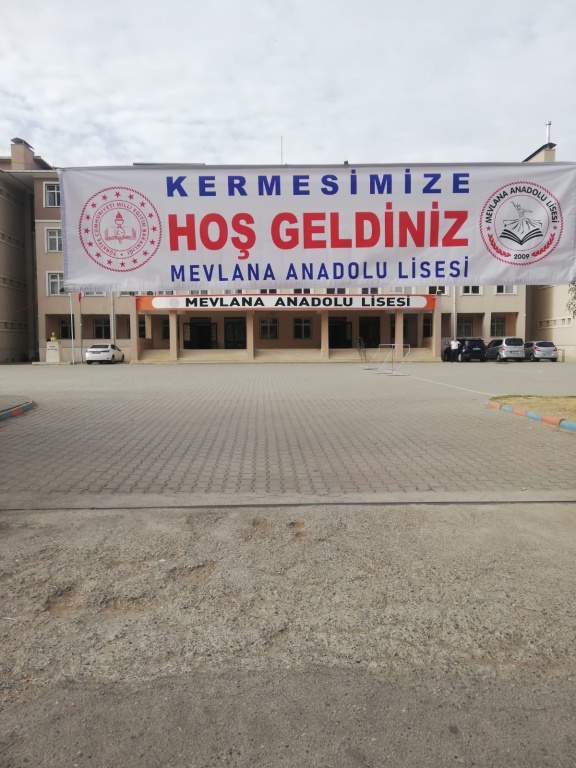 KERMESİMİZE
HOŞ GELDİNİZ
MEVLANA ANADOLU LİSESİ
MEVLANA ANADOLU LİSESİ
2009
MEVLANA ANADOLU LİSESİ